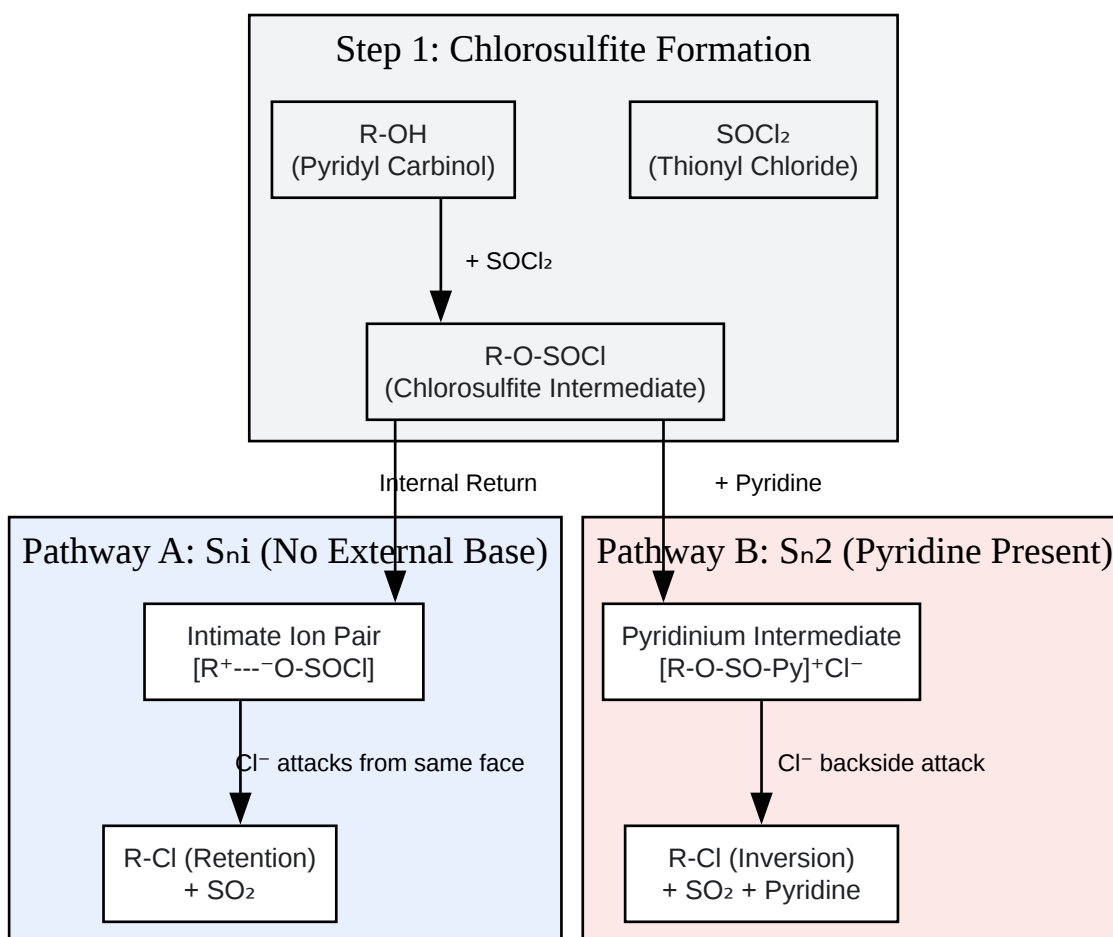 Step 1: Chlorosulfite Formation
R-OH
(Pyridyl Carbinol)
SOCl₂
(Thionyl Chloride)
+ SOCl₂
R-O-SOCl
(Chlorosulfite Intermediate)
Internal Return
+ Pyridine
Pathway A: Sₙi (No External Base)
Intimate Ion Pair
[R⁺---⁻O-SOCl]
Cl⁻ attacks from same face
R-Cl (Retention)
+ SO₂
Pathway B: Sₙ2 (Pyridine Present)
Pyridinium Intermediate
[R-O-SO-Py]⁺Cl⁻
Cl⁻ backside attack
R-Cl (Inversion)
+ SO₂ + Pyridine